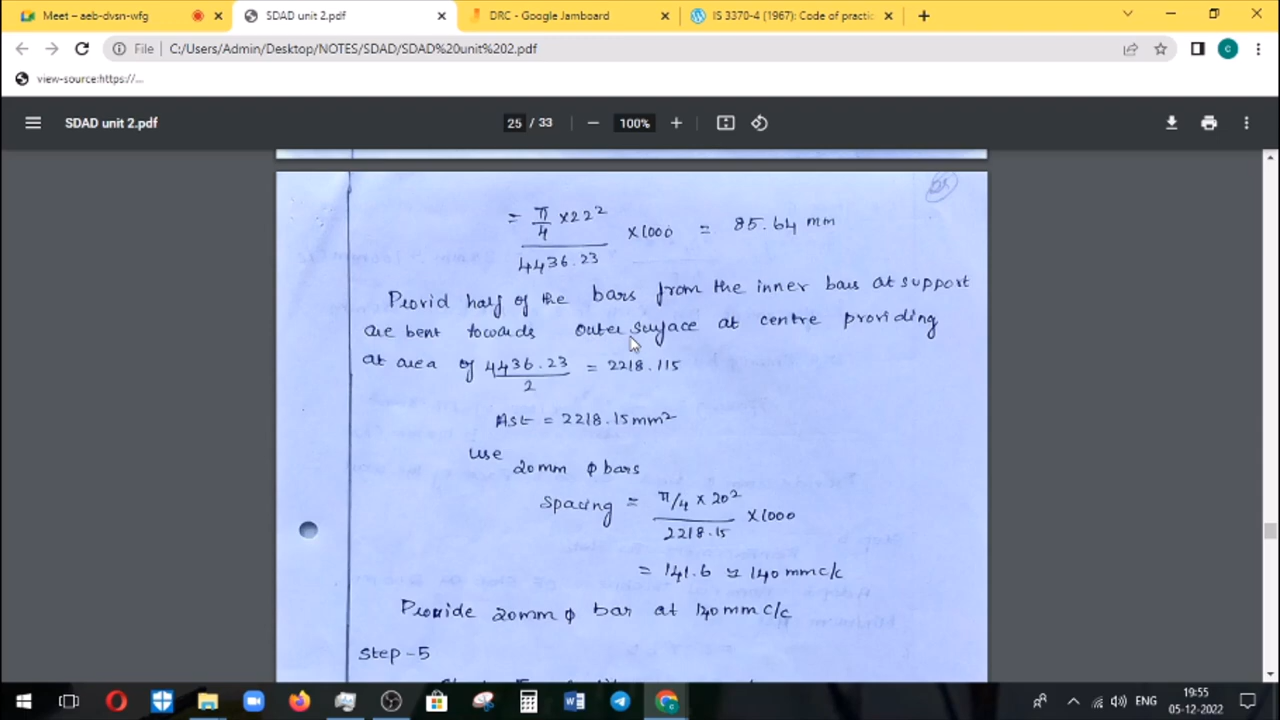 Meet – aeb-dvsn-wfg
SDAD unit 2.pdf
DRC - Google Jamboard
IS 3370-4 (1967): Code of practic
File
C:/Users/Admin/Desktop/NOTES/SDAD/SDAD%20unit%202.pdf
c
view-source:https://...
SDAD unit 2.pdf
25 / 33
100%
= π/4 × 22² / 4436.23 × 1000 = 85.64 mm
Provid half of the bars from the inner bars at support
are bent towards outer surface at centre providing
at area of 4436.23 / 2 = 2218.115
Ast = 2218.15 mm²
use
20mm ϕ bars
Spacing = π/4 × 20² / 2218.15 × 1000
= 141.6 ≃ 140 mm c/c
Provide 20mm ϕ bar at 140 mm c/c
Step -5
ENG
19:55
05-12-2022